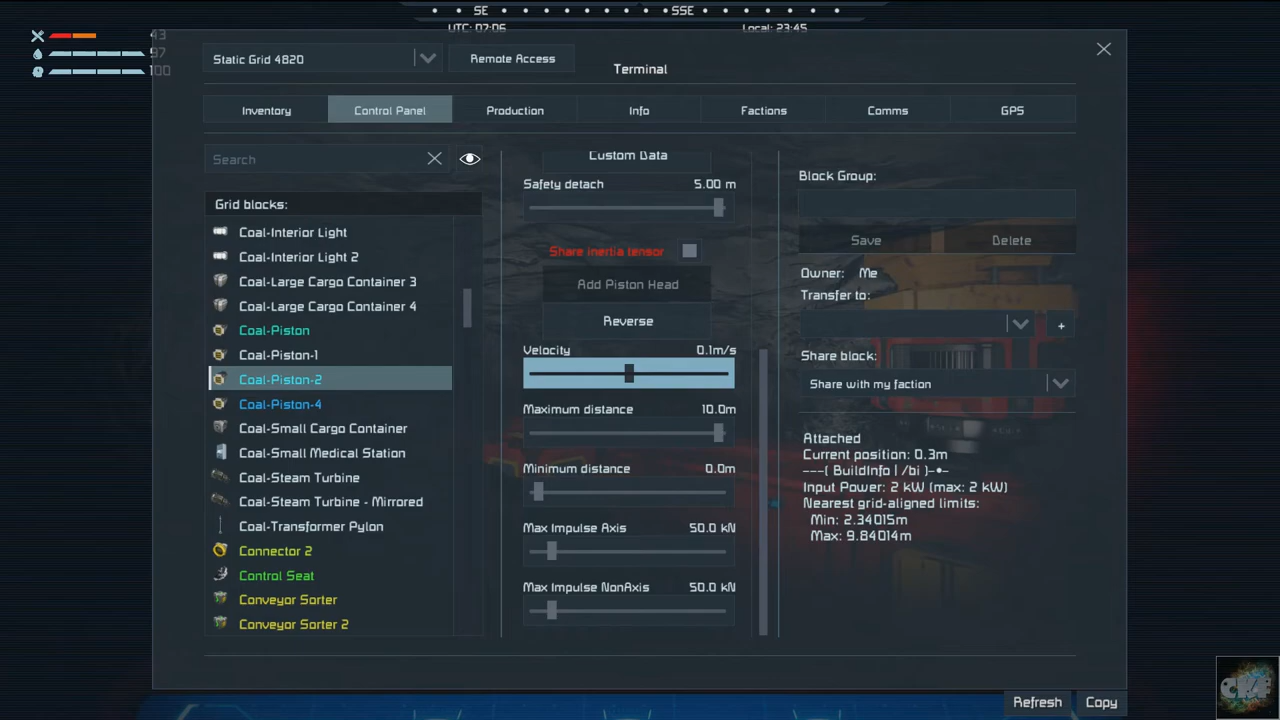 SE SSE
UTC: 07:06 Local: 23:45
43
97
100
Static Grid 4820
Remote Access
Terminal
Inventory
Control Panel
Production
Info
Factions
Comms
GPS
Search
Grid blocks:
Coal-Interior Light
Coal-Interior Light 2
Coal-Large Cargo Container 3
Coal-Large Cargo Container 4
Coal-Piston
Coal-Piston-1
Coal-Piston-2
Coal-Piston-4
Coal-Small Cargo Container
Coal-Small Medical Station
Coal-Steam Turbine
Coal-Steam Turbine - Mirrored
Coal-Transformer Pylon
Connector 2
Control Seat
Conveyor Sorter
Conveyor Sorter 2
Custom Data
Safety detach 5.00 m
Share inertia tensor
Add Piston Head
Reverse
Velocity 0.1m/s
Maximum distance 10.0m
Minimum distance 0.0m
Max Impulse Axis 50.0 kN
Max Impulse NonAxis 50.0 kN
Block Group:
Save
Delete
Owner: Me
Transfer to:
+
Share block:
Share with my faction
Attached
Current position: 0.3m
---( BuildInfo | /bi )-•-
Input Power: 2 kW (max: 2 kW)
Nearest grid-aligned limits:
Min: 2.34015m
Max: 9.84014m
Refresh
Copy